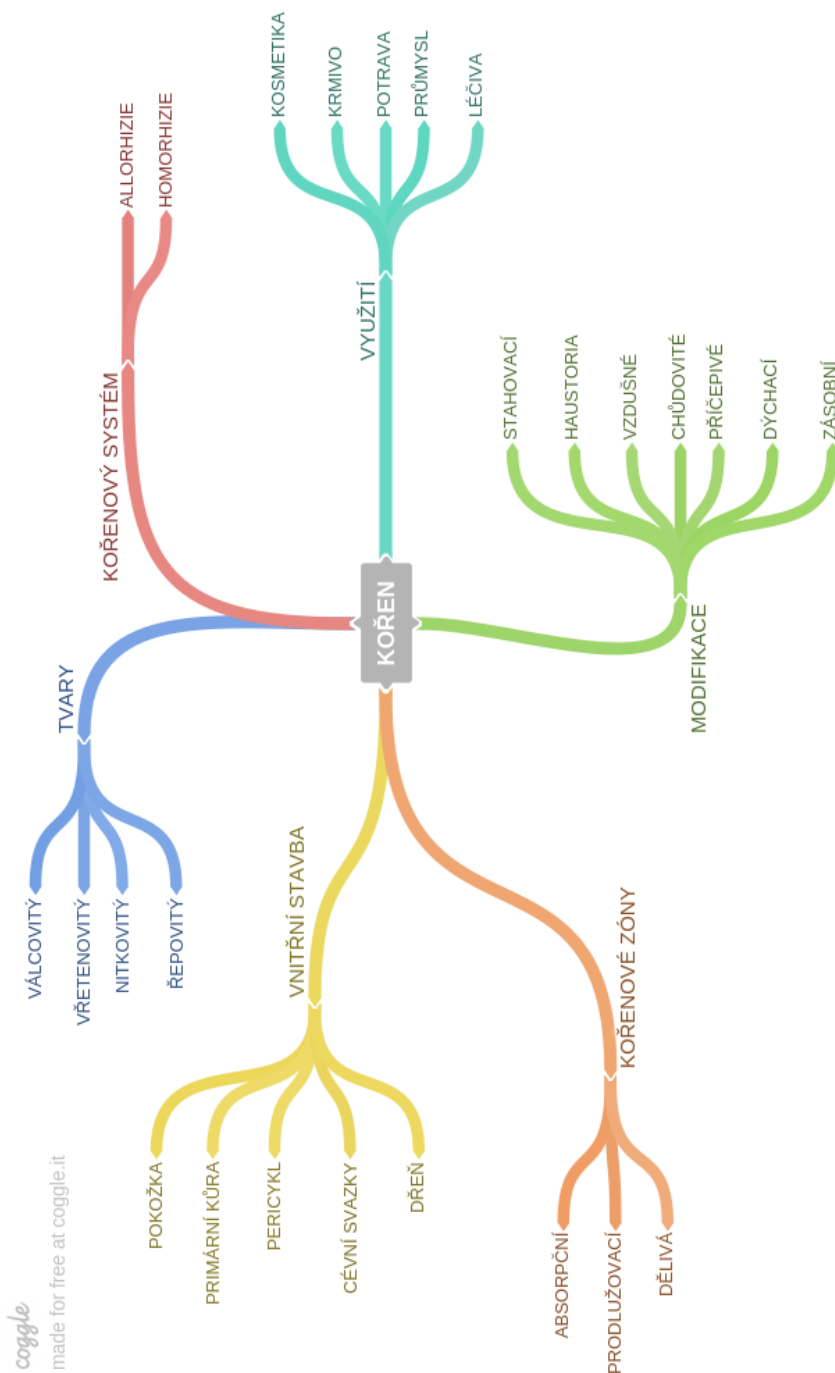 coggle
made for free at coggle.it
KOŘEN
TVARY
VÁLCOVITÝ
VŘETENOVITÝ
NITKOVITÝ
ŘEPOVITÝ
KOŘENOVÝ SYSTÉM
ALLORHIZIE
HOMORHIZIE
VNITŘNÍ STAVBA
POKOŽKA
PRIMÁRNÍ KŮRA
PERICYKL
CÉVNÍ SVAZKY
DŘEŇ
VYUŽITÍ
KOSMETIKA
KRMIVO
POTRAVA
PRŮMYSL
LÉČIVA
KOŘENOVÉ ZÓNY
ABSORPČNÍ
PRODLUŽOVACÍ
DĚLIVÁ
MODIFIKACE
STAHOVACÍ
HAUSTORIA
VZDUŠNÉ
CHŮDOVITÉ
PŘÍČEPIVÉ
DÝCHACÍ
ZÁSOBNÍ